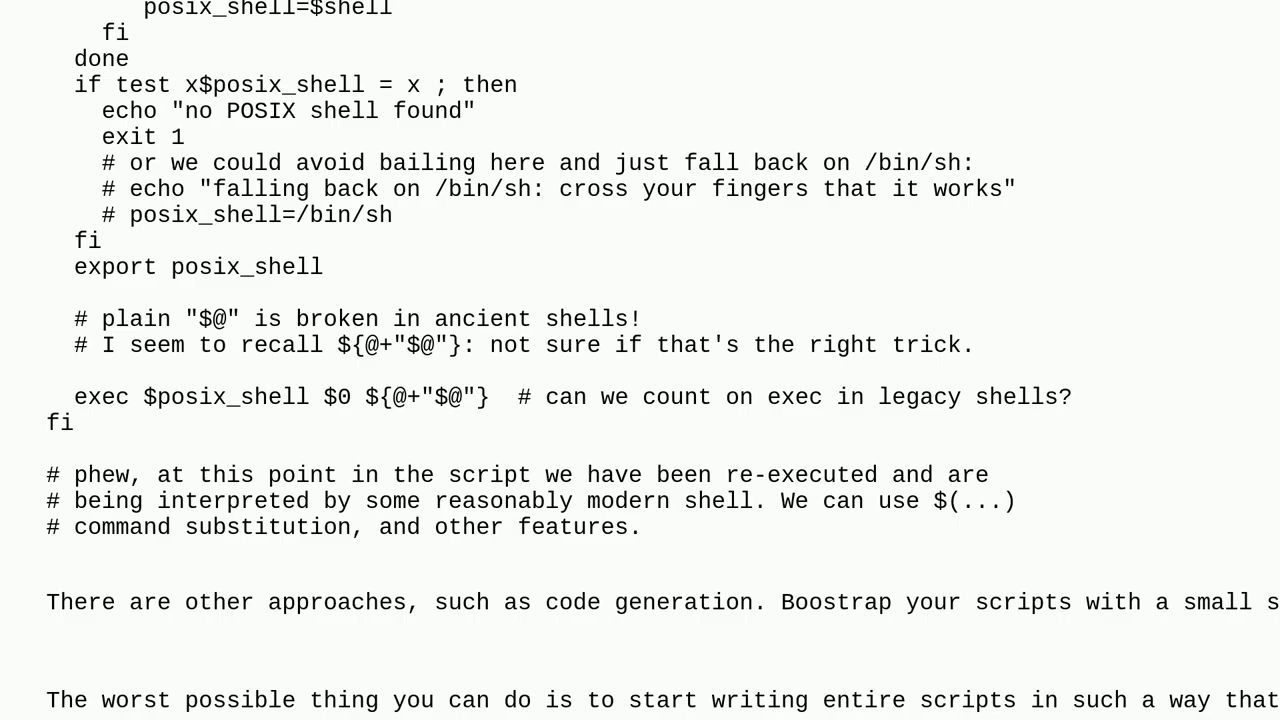 posix_shell=$shell
fi
done
if test x$posix_shell = x ; then
echo "no POSIX shell found"
exit 1
# or we could avoid bailing here and just fall back on /bin/sh:
# echo "falling back on /bin/sh: cross your fingers that it works"
# posix_shell=/bin/sh
fi
export posix_shell
# plain "$@" is broken in ancient shells!
# I seem to recall ${@+"$@"}: not sure if that's the right trick.
exec $posix_shell $0 ${@+"$@"}  # can we count on exec in legacy shells?
fi
# phew, at this point in the script we have been re-executed and are
# being interpreted by some reasonably modern shell. We can use $(...)
# command substitution, and other features.
There are other approaches, such as code generation. Boostrap your scripts with a small s
The worst possible thing you can do is to start writing entire scripts in such a way that